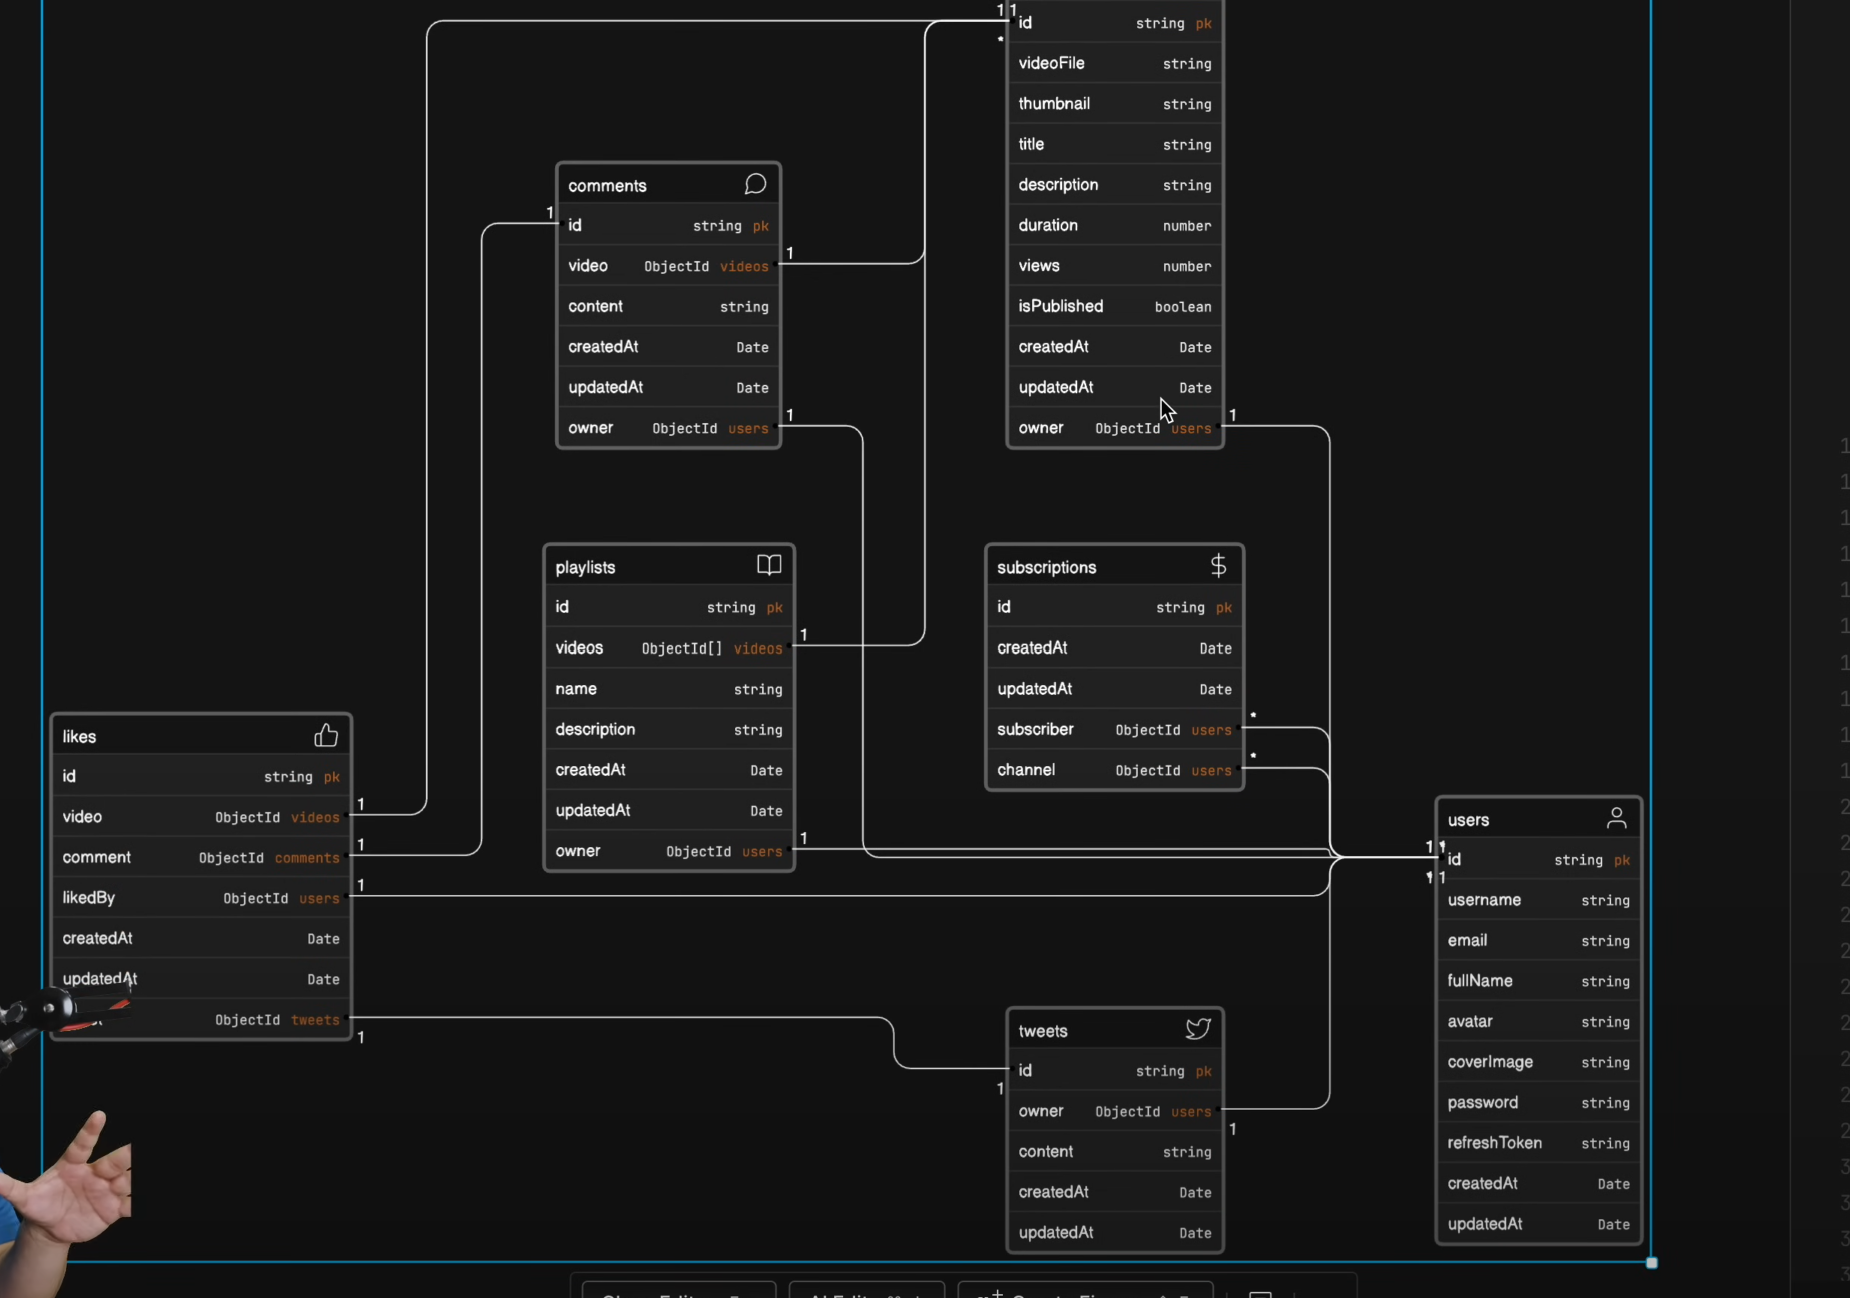 1 1
id string pk
*
videoFile string
thumbnail string
title string
description string
duration number
views number
isPublished boolean
createdAt Date
updatedAt Date
owner ObjectId users
1
comments
1
id string pk
video ObjectId videos
1
content string
createdAt Date
updatedAt Date
owner ObjectId users
1
playlists
id string pk
videos ObjectId[] videos
1
name string
description string
createdAt Date
updatedAt Date
owner ObjectId users
1
subscriptions $
id string pk
createdAt Date
updatedAt Date
subscriber ObjectId users
*
channel ObjectId users
*
likes
id string pk
video ObjectId videos
1
comment ObjectId comments
1
likedBy ObjectId users
1
createdAt Date
updatedAt Date
ObjectId tweets
1
tweets
id string pk
1
owner ObjectId users
1
content string
createdAt Date
updatedAt Date
users
1
id string pk
1
username string
email string
fullName string
avatar string
coverImage string
password string
refreshToken string
createdAt Date
updatedAt Date